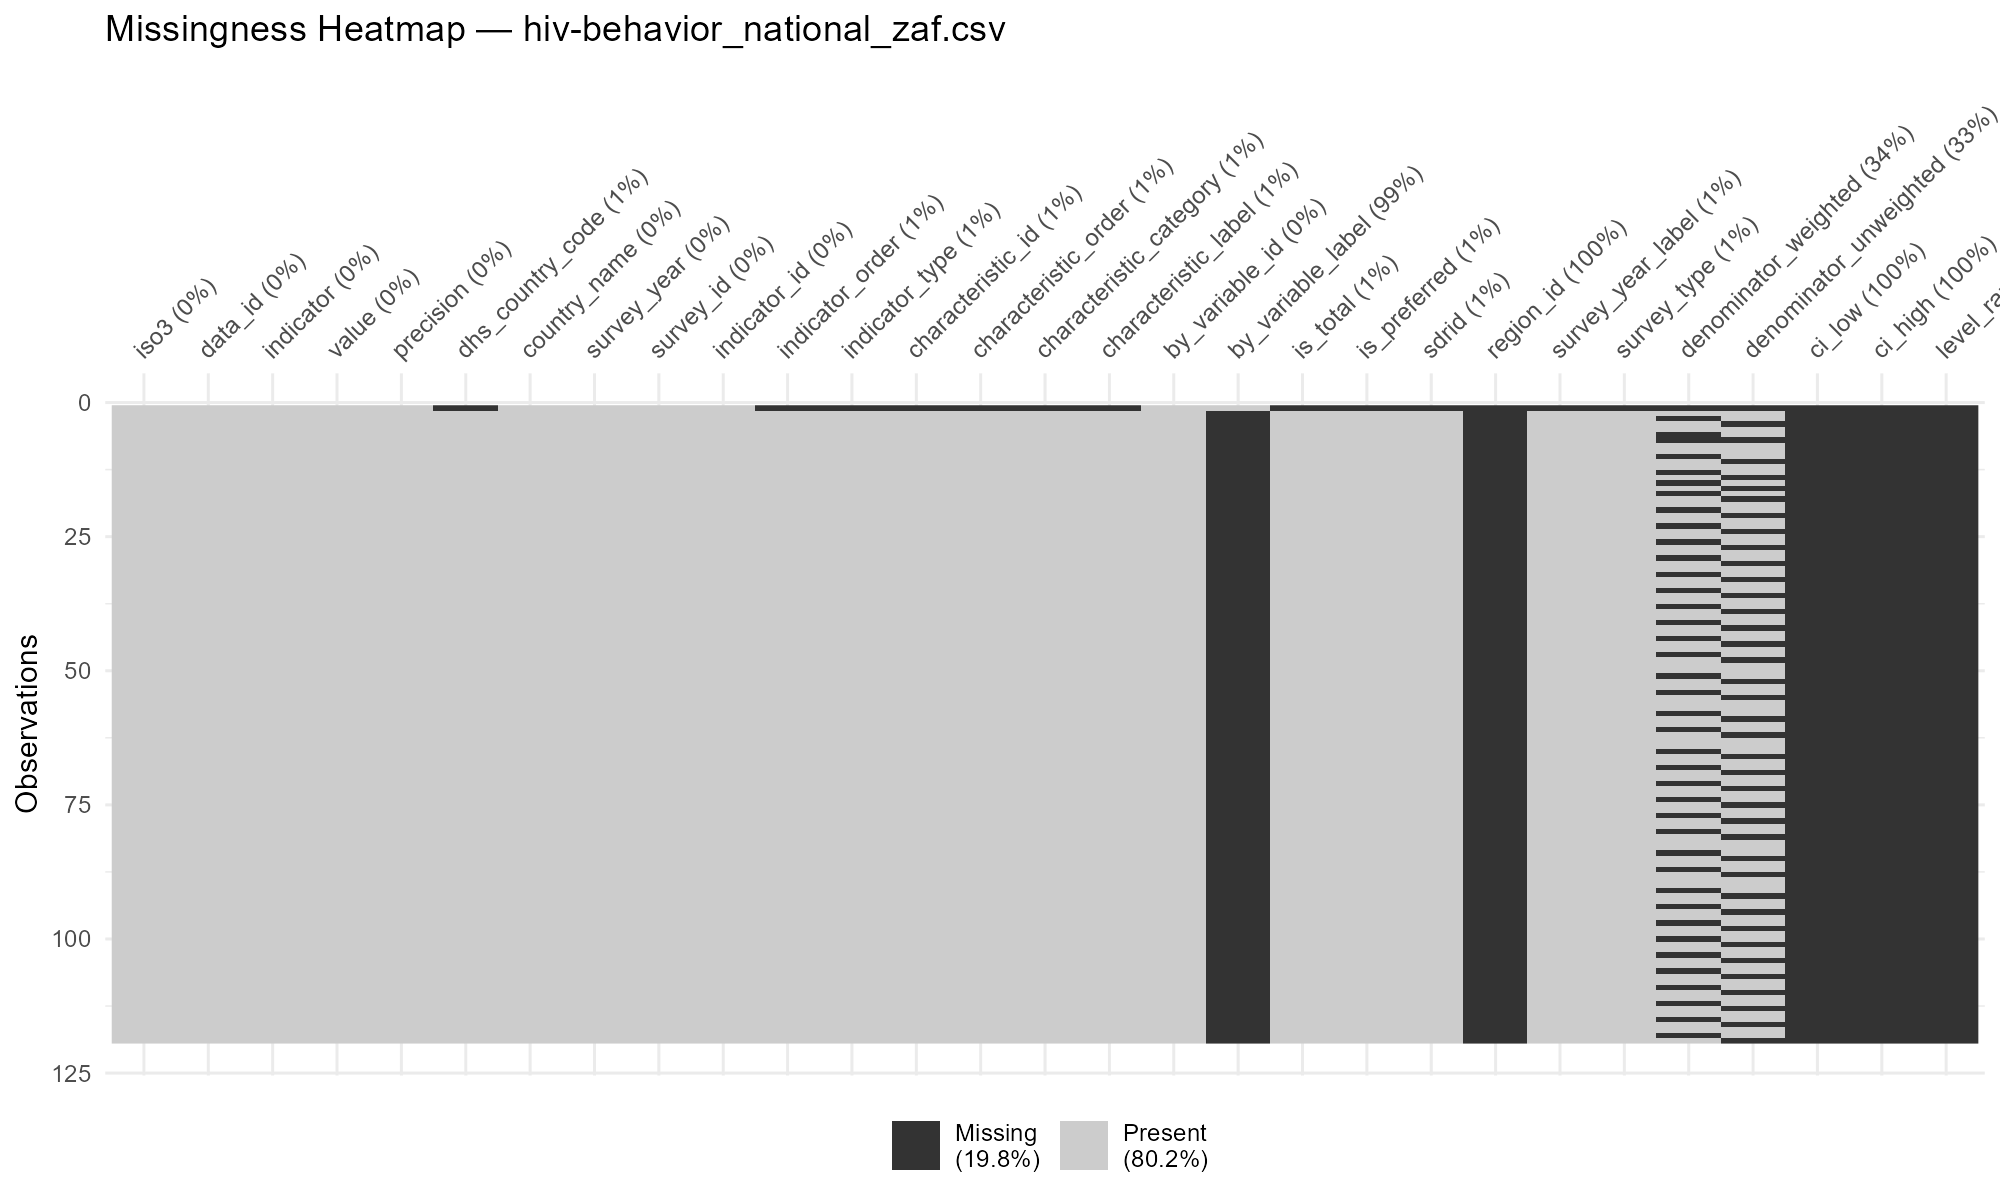 Missingness Heatmap — hiv-behavior_national_zaf.csv
iso3 (0%)
data_id (0%)
indicator (0%)
value (0%)
precision (0%)
dhs_country_code (1%)
country_name (0%)
survey_year (0%)
survey_id (0%)
indicator_id (0%)
indicator_order (1%)
indicator_type (1%)
characteristic_id (1%)
characteristic_order (1%)
characteristic_category (1%)
characteristic_label (1%)
by_variable_id (0%)
by_variable_label (99%)
is_total (1%)
is_preferred (1%)
sdrid (1%)
region_id (100%)
survey_year_label (1%)
survey_type (1%)
denominator_weighted (34%)
denominator_unweighted (33%)
ci_low (100%)
ci_high (100%)
level_ra
Observations
0
25
50
75
100
125
Missing
(19.8%)
Present
(80.2%)